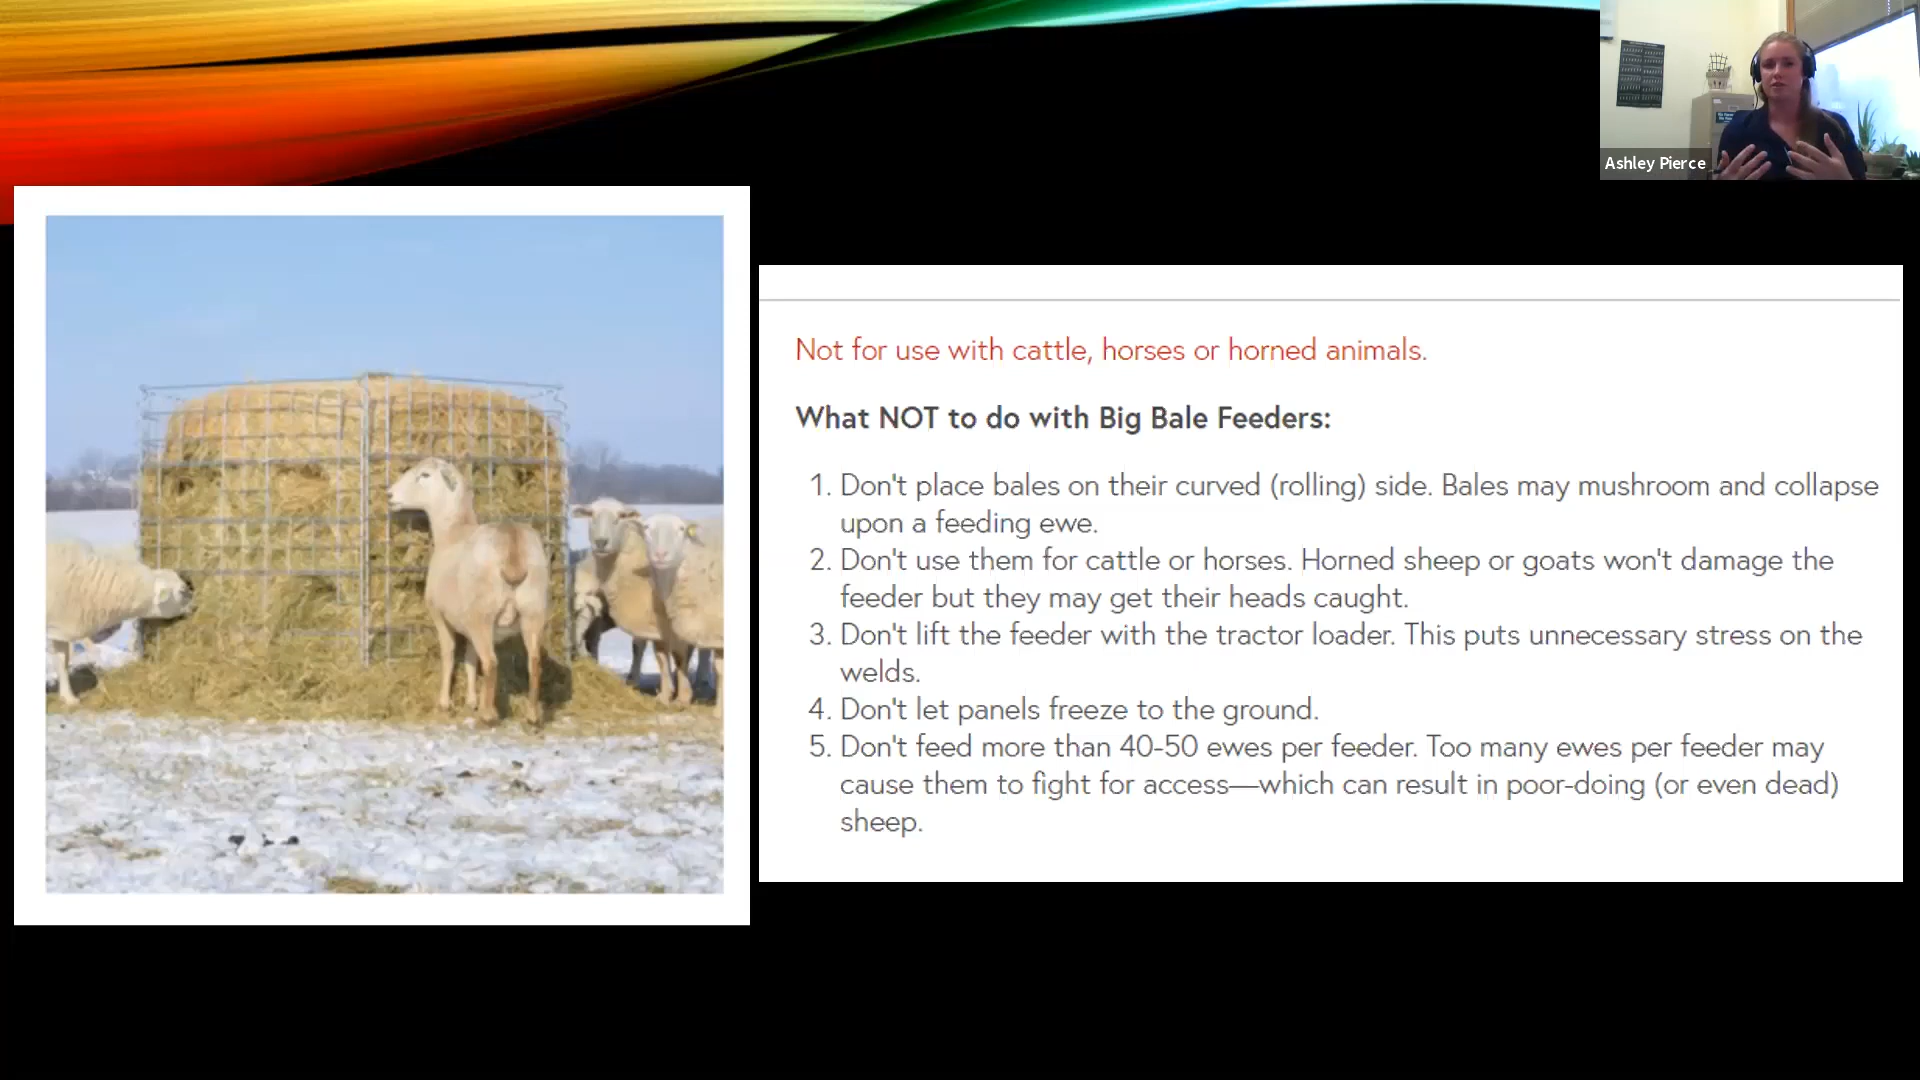 Ashley Pierce
Not for use with cattle, horses or horned animals.
What NOT to do with Big Bale Feeders:
1. Don't place bales on their curved (rolling) side. Bales may mushroom and collapse
upon a feeding ewe.
2. Don't use them for cattle or horses. Horned sheep or goats won't damage the
feeder but they may get their heads caught.
3. Don't lift the feeder with the tractor loader. This puts unnecessary stress on the
welds.
4. Don't let panels freeze to the ground.
5. Don't feed more than 40-50 ewes per feeder. Too many ewes per feeder may
cause them to fight for access—which can result in poor-doing (or even dead)
sheep.